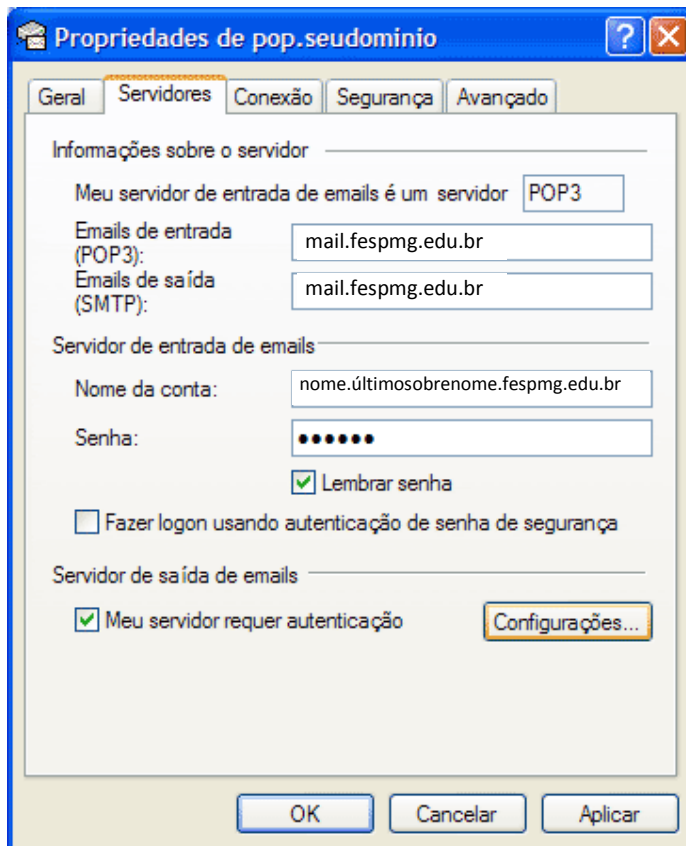 Propriedades de pop.seudominio
Geral Servidores Conexão Segurança Avançado
Informações sobre o servidor
Meu servidor de entrada de emails é um servidor POP3
Emails de entrada
(POP3):
mail.fespmg.edu.br
Emails de saída
(SMTP):
mail.fespmg.edu.br
Servidor de entrada de emails
Nome da conta: nome.últimosobrenome.fespmg.edu.br
Senha: ●●●●●●
Lembrar senha
Fazer logon usando autenticação de senha de segurança
Servidor de saída de emails
Meu servidor requer autenticação Configurações...
OK Cancelar Aplicar